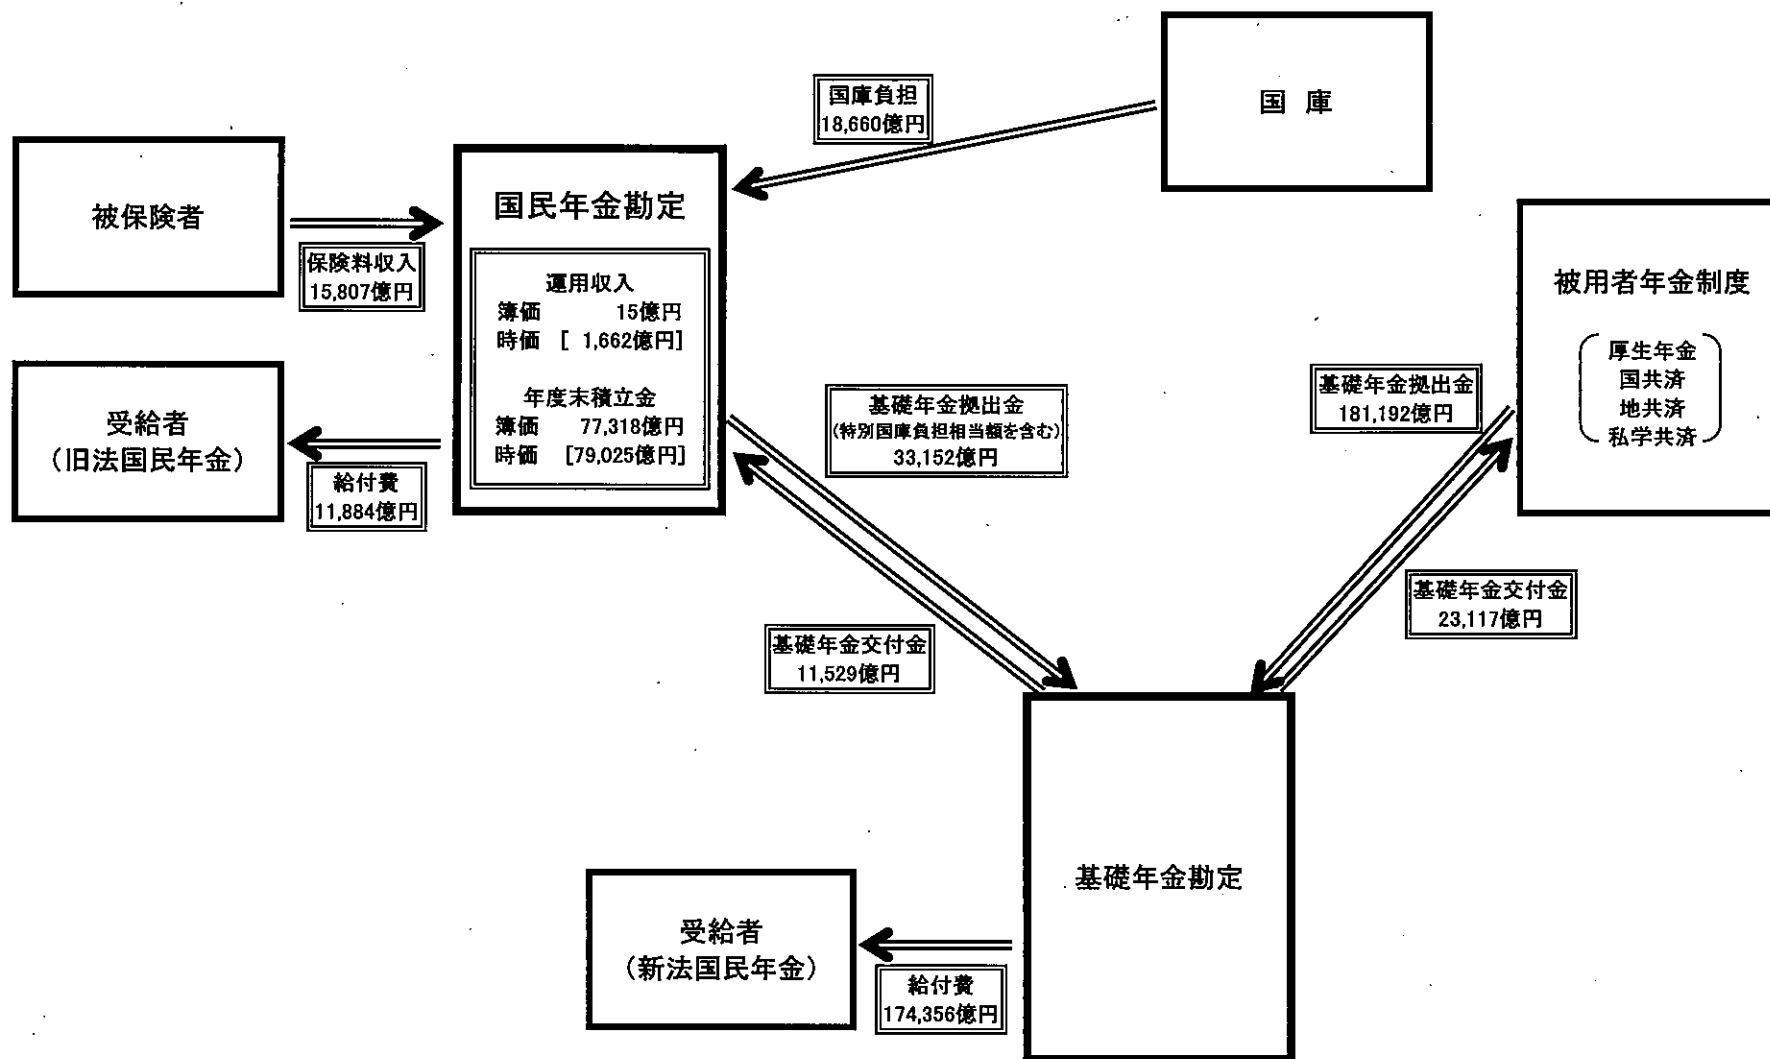 国 庫
国庫負担
18,660億円
被保険者
保険料収入
15,807億円
国民年金勘定
運用収入
簿価 15億円
時価 [ 1,662億円]
年度末積立金
簿価 77,318億円
時価 [79,025億円]
被用者年金制度
厚生年金
国共済
地共済
私学共済
受給者
(旧法国民年金)
給付費
11,884億円
基礎年金拠出金
(特別国庫負担相当額を含む)
33,152億円
基礎年金拠出金
181,192億円
基礎年金交付金
11,529億円
基礎年金交付金
23,117億円
基礎年金勘定
受給者
(新法国民年金)
給付費
174,356億円